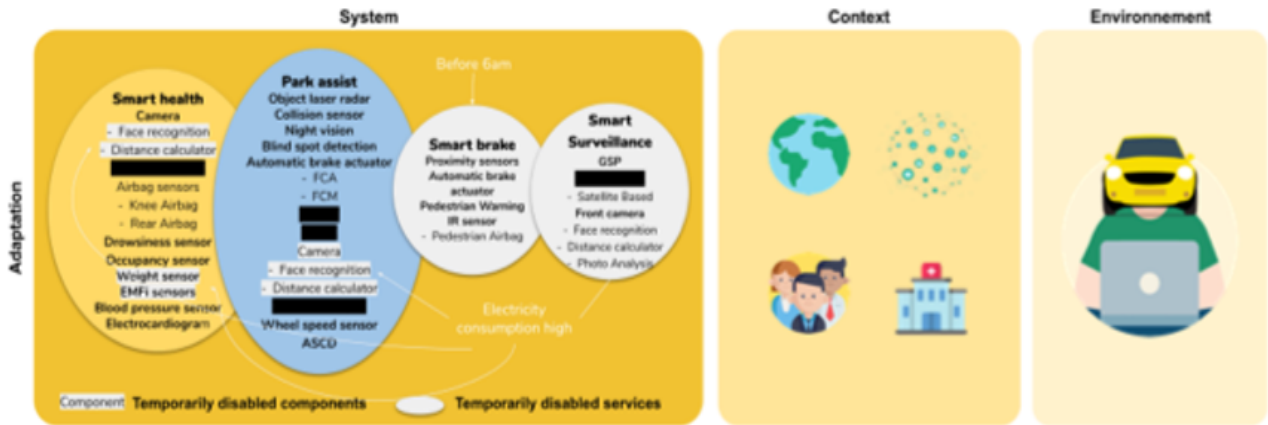 System
Context
Environnement
Adaptation
Smart health
Camera
- Face recognition
- Distance calculator
Airbag sensors
- Knee Airbag
- Rear Airbag
Drowsiness sensor
Occupancy sensor
Weight sensor
EMFi sensors
Blood pressure sensor
Electrocardiogram
Park assist
Object laser radar
Collision sensor
Night vision
Blind spot detection
Automatic brake actuator
- FCA
- FCM
Camera
- Face recognition
- Distance calculator
Wheel speed sensor
ASCD
Before 6am
Smart brake
Proximity sensors
Automatic brake
actuator
Pedestrian Warning
IR sensor
- Pedestrian Airbag
Smart
Surveillance
GSP
- Satellite Based
Front camera
- Face recognition
- Distance calculator
- Photo Analysis
Electricity
consumption high
Component Temporarily disabled components
Temporarily disabled services